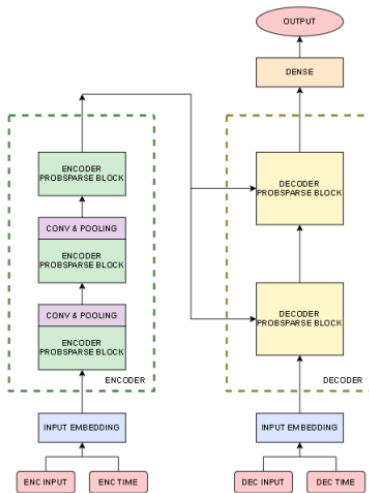 OUTPUT
DENSE
ENCODER
PROBSPARSE BLOCK
CONV & POOLING
ENCODER
PROBSPARSE BLOCK
CONV & POOLING
ENCODER
PROBSPARSE BLOCK
ENCODER
INPUT EMBEDDING
ENC INPUT
ENC TIME
DECODER
PROBSPARSE BLOCK
DECODER
PROBSPARSE BLOCK
DECODER
INPUT EMBEDDING
DEC INPUT
DEC TIME